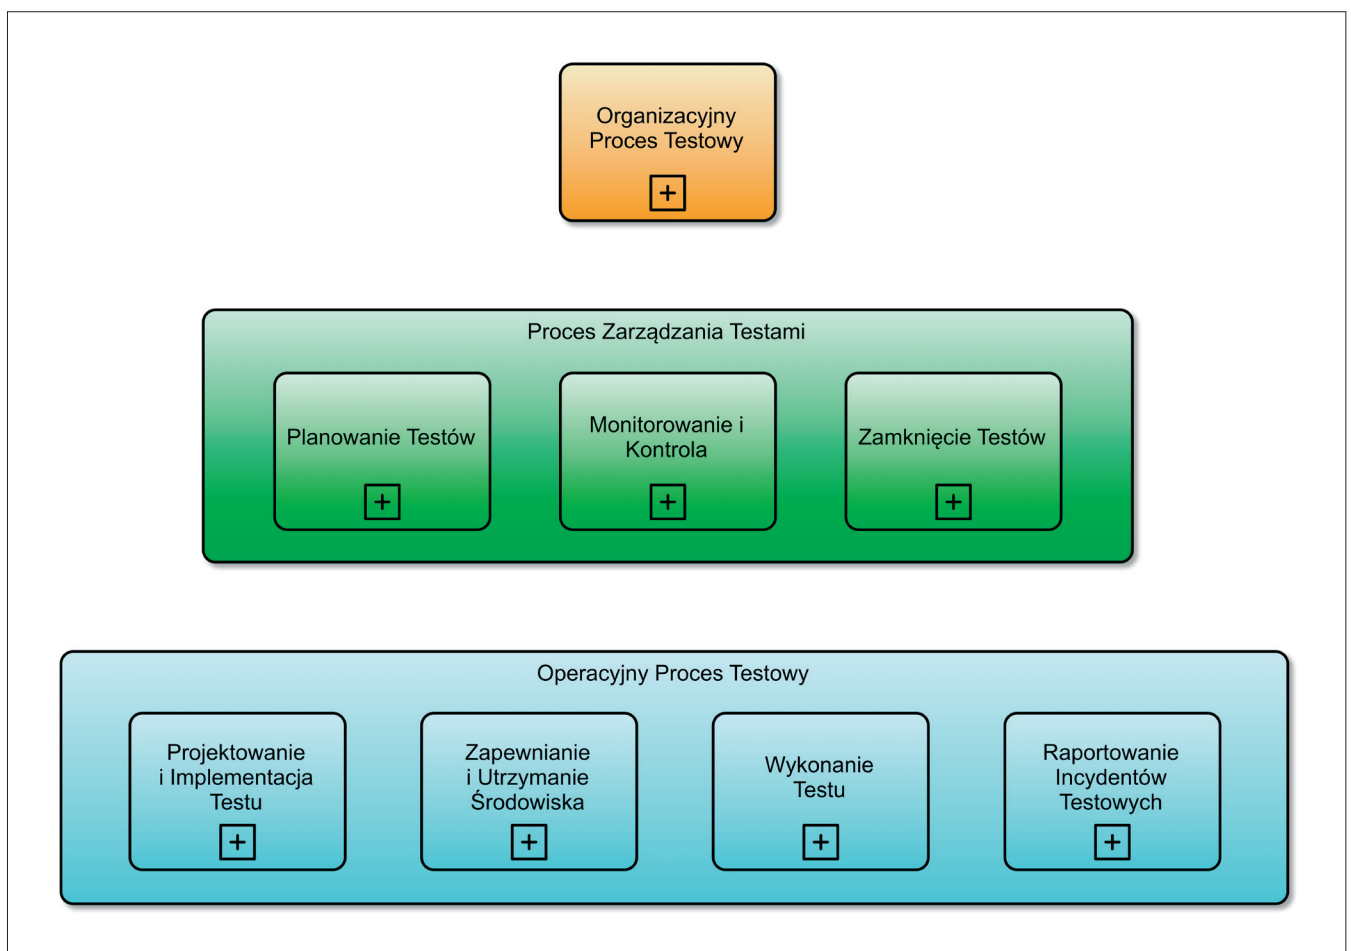 Organizacyjny
Proces Testowy
Proces Zarządzania Testami
Planowanie Testów
Monitorowanie i
Kontrola
Zamknięcie Testów
Operacyjny Proces Testowy
Projektowanie
i Implementacja
Testu
Zapewnianie
i Utrzymanie
Środowiska
Wykonanie
Testu
Raportowanie
Incydentów
Testowych